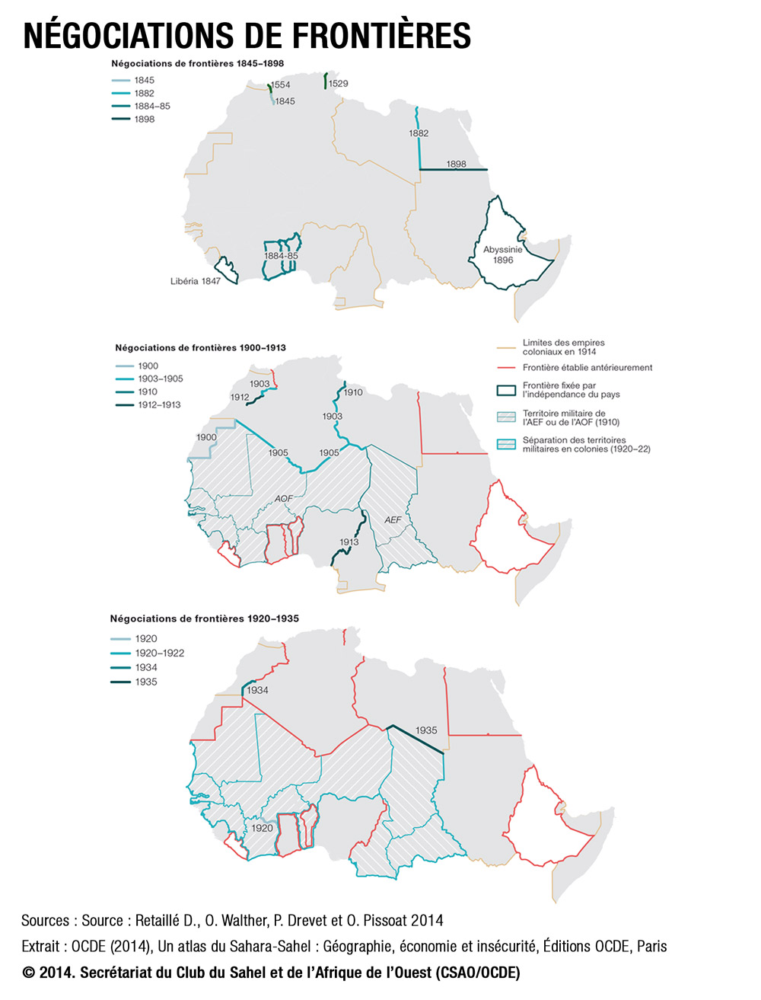 NÉGOCIATIONS DE FRONTIÈRES
Négociations de frontières 1845–1898
1845
1882
1884–85
1898
1554
1845
1529
1882
1898
Abyssinie
1896
1884-85
Libéria 1847
Négociations de frontières 1900–1913
1900
1903–1905
1910
1912–1913
Limites des empires
coloniaux en 1914
Frontière établie antérieurement
Frontière fixée par
l'indépendance du pays
Territoire militaire de
l'AEF ou de l'AOF (1910)
Séparation des territoires
militaires en colonies (1920–22)
1903
1912
1910
1903
1900
1905
1905
AOF
AEF
1913
Négociations de frontières 1920–1935
1920
1920–1922
1934
1935
1934
1935
1920
Sources : Source : Retaillé D., O. Walther, P. Drevet et O. Pissoat 2014
Extrait : OCDE (2014), Un atlas du Sahara-Sahel : Géographie, économie et insécurité, Éditions OCDE, Paris
© 2014. Secrétariat du Club du Sahel et de l'Afrique de l'Ouest (CSAO/OCDE)